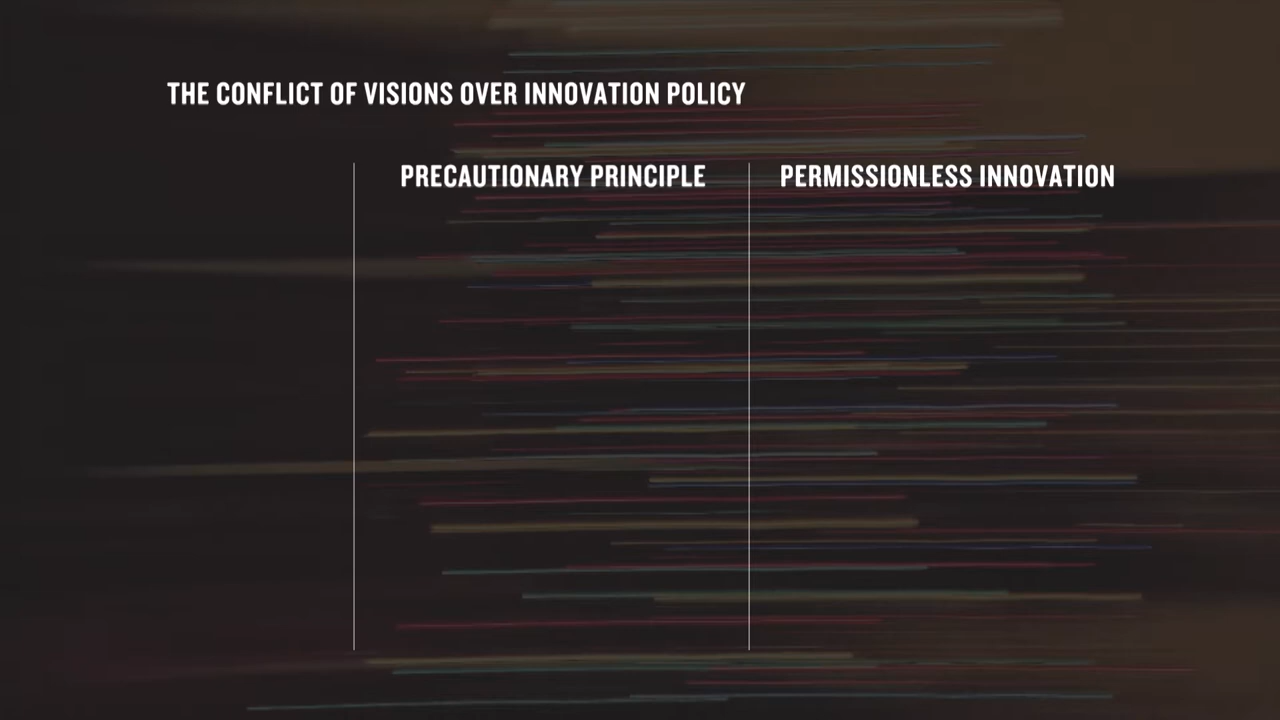 THE CONFLICT OF VISIONS OVER INNOVATION POLICY
PRECAUTIONARY PRINCIPLE
PERMISSIONLESS INNOVATION